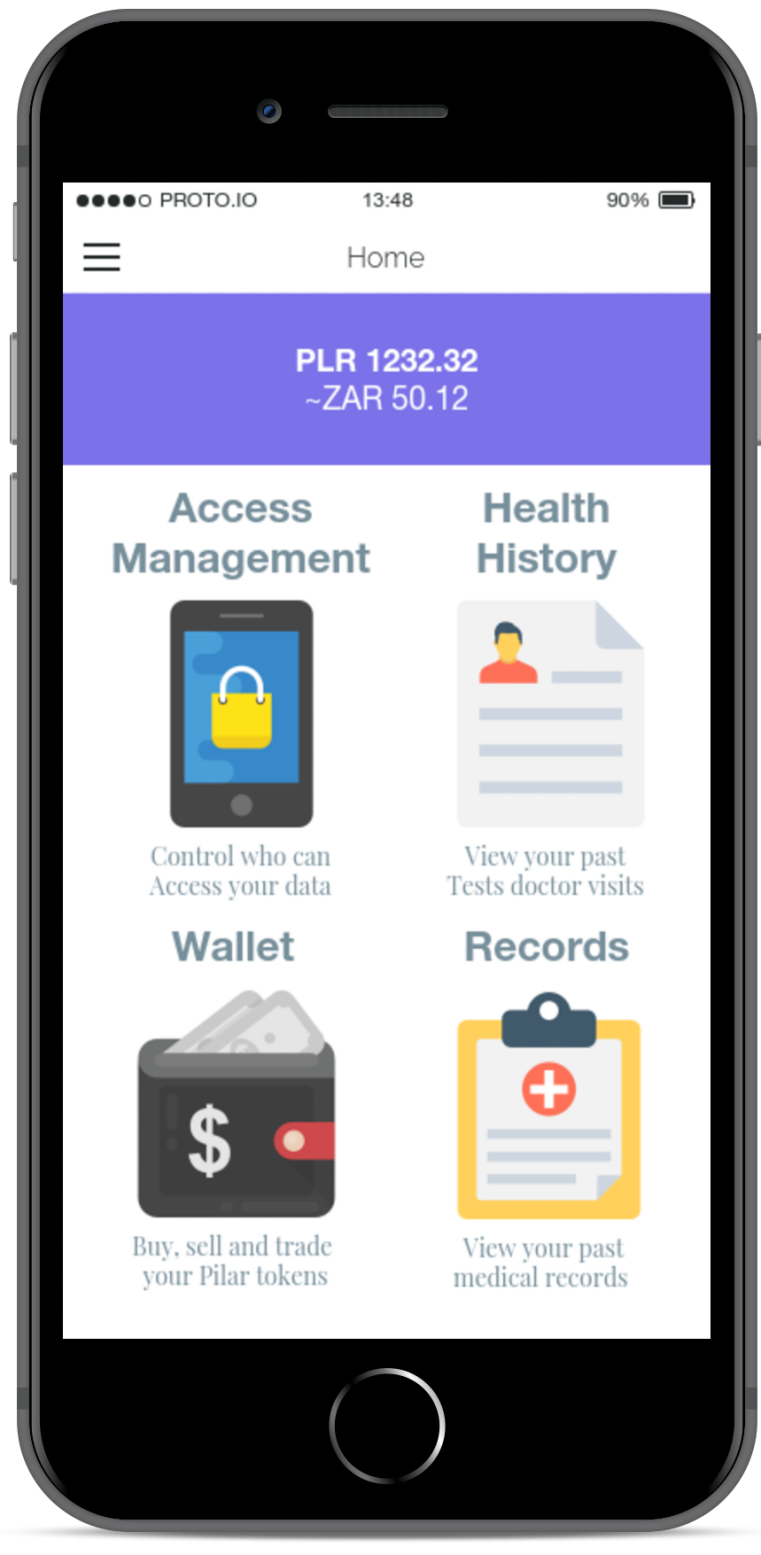 PROTO.IO 13:48 90%
Home
PLR 1232.32
~ZAR 50.12
Access
Management
Health
History
Control who can
Access your data
View your past
Tests doctor visits
Wallet
Records
$
Buy, sell and trade
your Pilar tokens
View your past
medical records